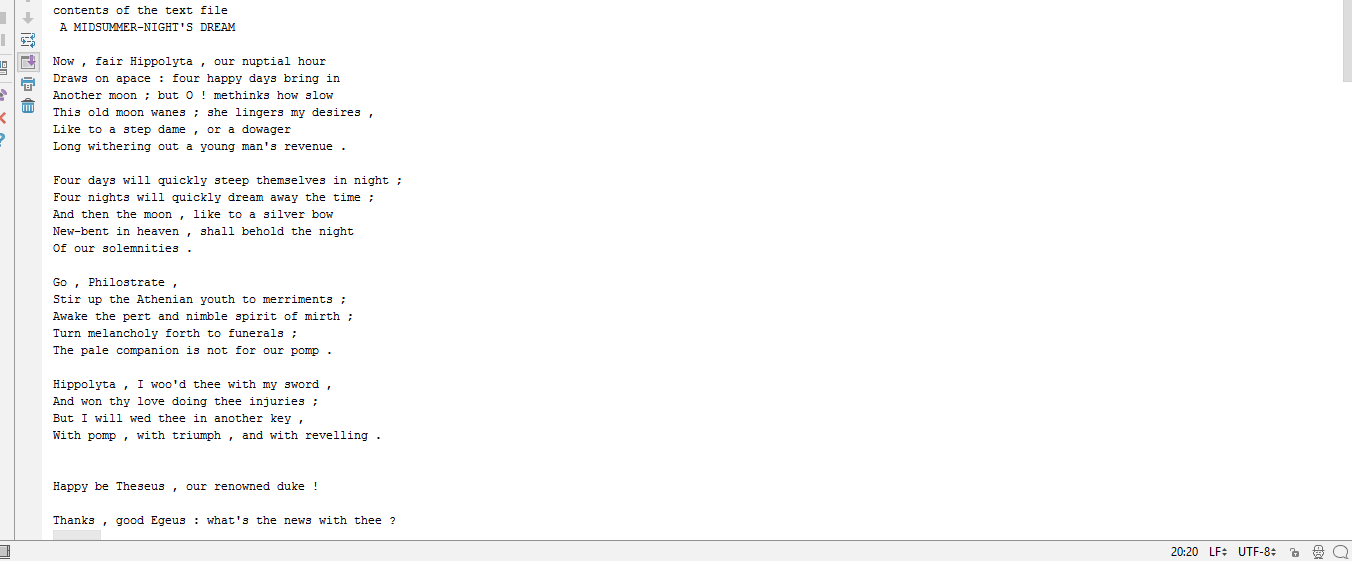 contents of the text file
A MIDSUMMER-NIGHT'S DREAM
Now , fair Hippolyta , our nuptial hour
Draws on apace : four happy days bring in
Another moon ; but O ! methinks how slow
This old moon wanes ; she lingers my desires ,
Like to a step dame , or a dowager
Long withering out a young man's revenue .
Four days will quickly steep themselves in night ;
Four nights will quickly dream away the time ;
And then the moon , like to a silver bow
New-bent in heaven , shall behold the night
Of our solemnities .
Go , Philostrate ,
Stir up the Athenian youth to merriments ;
Awake the pert and nimble spirit of mirth ;
Turn melancholy forth to funerals ;
The pale companion is not for our pomp .
Hippolyta , I woo'd thee with my sword ,
And won thy love doing thee injuries ;
But I will wed thee in another key ,
With pomp , with triumph , and with revelling .
Happy be Theseus , our renowned duke !
Thanks , good Egeus : what's the news with thee ?
20:20 LF UTF-8